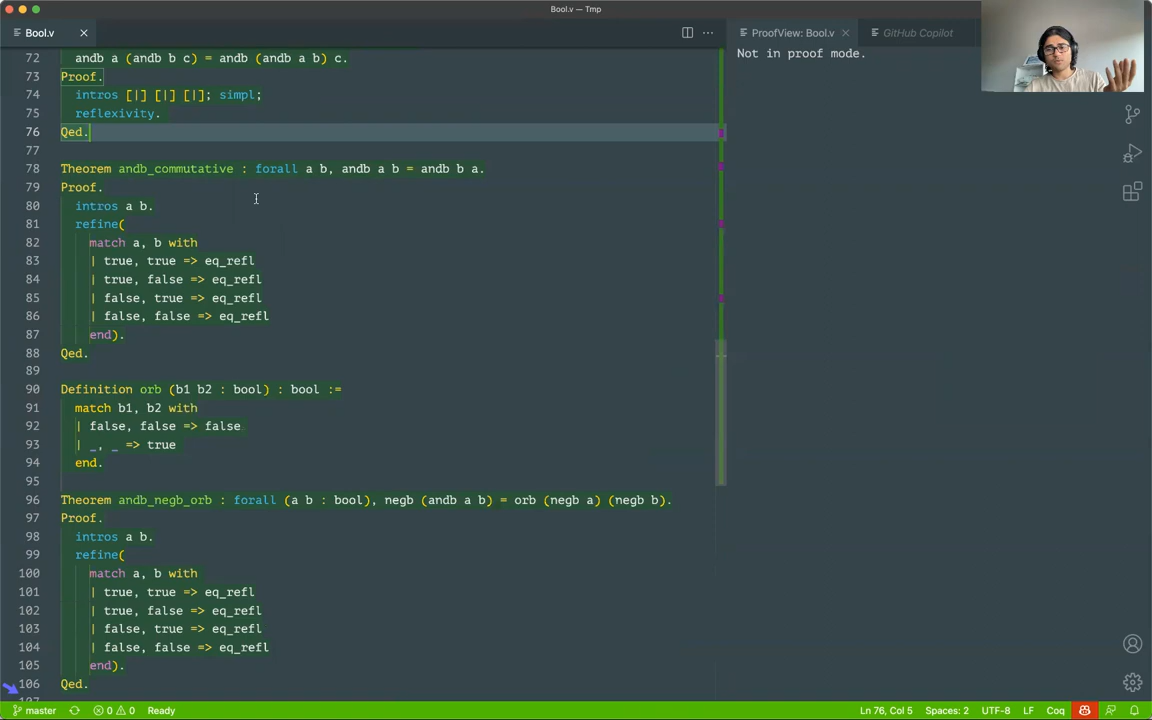 Bool.v — Tmp
Bool.v
ProofView: Bool.v
GitHub Copilot
Not in proof mode.
72 andb a (andb b c) = andb (andb a b) c.
73 Proof.
74 intros [|] [|] [|]; simpl;
75 reflexivity.
76 Qed.
77
78 Theorem andb_commutative : forall a b, andb a b = andb b a.
79 Proof.
80 intros a b.
81 refine(
82 match a, b with
83 | true, true => eq_refl
84 | true, false => eq_refl
85 | false, true => eq_refl
86 | false, false => eq_refl
87 end).
88 Qed.
89
90 Definition orb (b1 b2 : bool) : bool :=
91 match b1, b2 with
92 | false, false => false
93 | _, _ => true
94 end.
95
96 Theorem andb_negb_orb : forall (a b : bool), negb (andb a b) = orb (negb a) (negb b).
97 Proof.
98 intros a b.
99 refine(
100 match a, b with
101 | true, true => eq_refl
102 | true, false => eq_refl
103 | false, true => eq_refl
104 | false, false => eq_refl
105 end).
106 Qed.
master
0
0
Ready
Ln 76, Col 5
Spaces: 2
UTF-8
LF
Coq